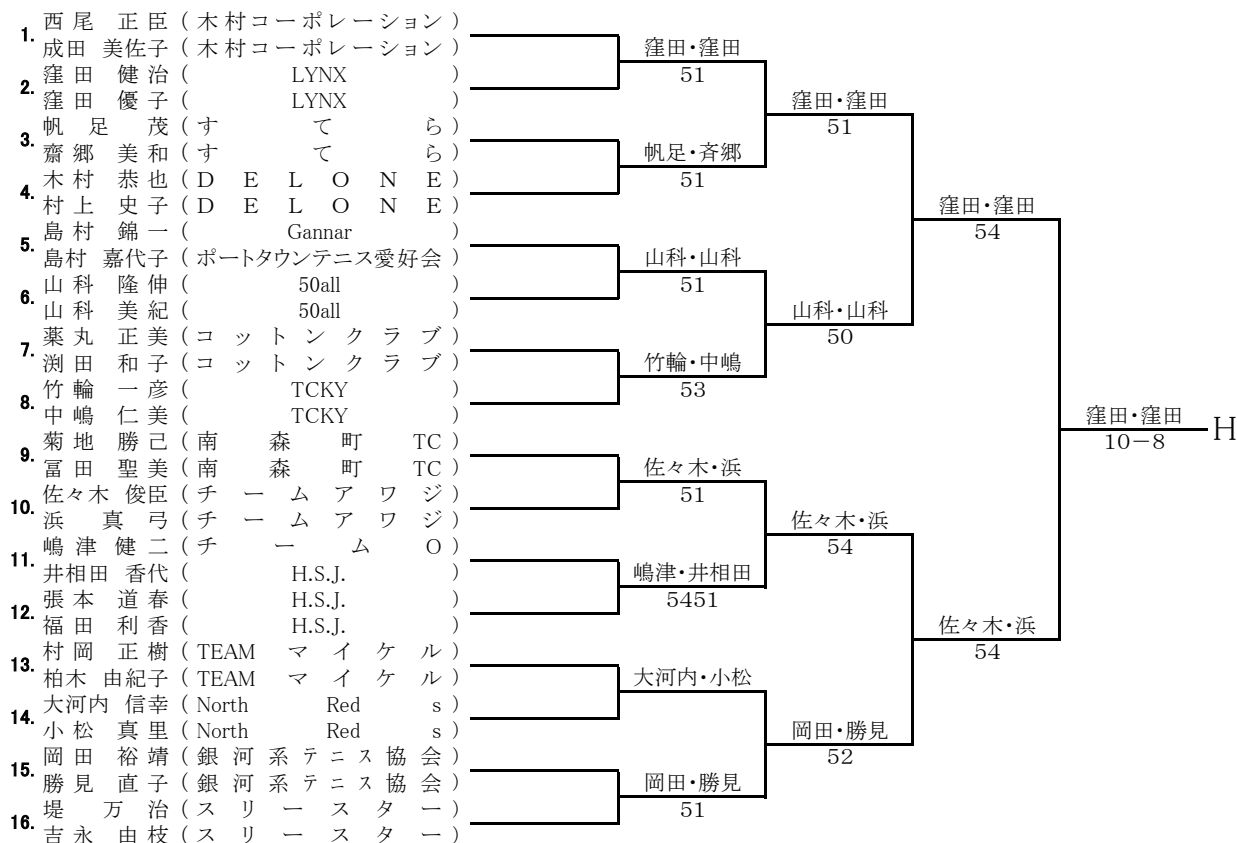 1. 西尾 正臣 (木村コーポレーション)
成田 美佐子 (木村コーポレーション)
2. 窪田 健治 (LYNX)
窪田 優子 (LYNX)
3. 帆足 茂 (すてら)
齋郷 美和 (すてら)
4. 木村 恭也 (DELONE)
村上 史子 (DELONE)
5. 島村 錦一 (Gannar)
島村 嘉代子 (ポートタウンテニス愛好会)
6. 山科 隆伸 (50all)
山科 美紀 (50all)
7. 薬丸 正美 (コットンクラブ)
渕田 和子 (コットンクラブ)
8. 竹輪 一彦 (TCKY)
中嶋 仁美 (TCKY)
9. 菊地 勝己 (南森町TC)
冨田 聖美 (南森町TC)
10. 佐々木 俊臣 (チームアワジ)
浜 真弓 (チームアワジ)
11. 嶋津 健二 (チームO)
井相田 香代 (H.S.J.)
12. 張本 道春 (H.S.J.)
福田 利香 (H.S.J.)
13. 村岡 正樹 (TEAM マイケル)
柏木 由紀子 (TEAM マイケル)
14. 大河内 信幸 (North Red s)
小松 真里 (North Red s)
15. 岡田 裕靖 (銀河系テニス協会)
勝見 直子 (銀河系テニス協会)
16. 堤 万治 (スリースター)
吉永 由枝 (スリースター)
窪田・窪田
51
帆足・斉郷
51
山科・山科
51
竹輪・中嶋
53
佐々木・浜
51
嶋津・井相田
5451
大河内・小松
岡田・勝見
51
窪田・窪田
51
山科・山科
50
佐々木・浜
54
岡田・勝見
52
窪田・窪田
54
佐々木・浜
54
窪田・窪田
10-8
H